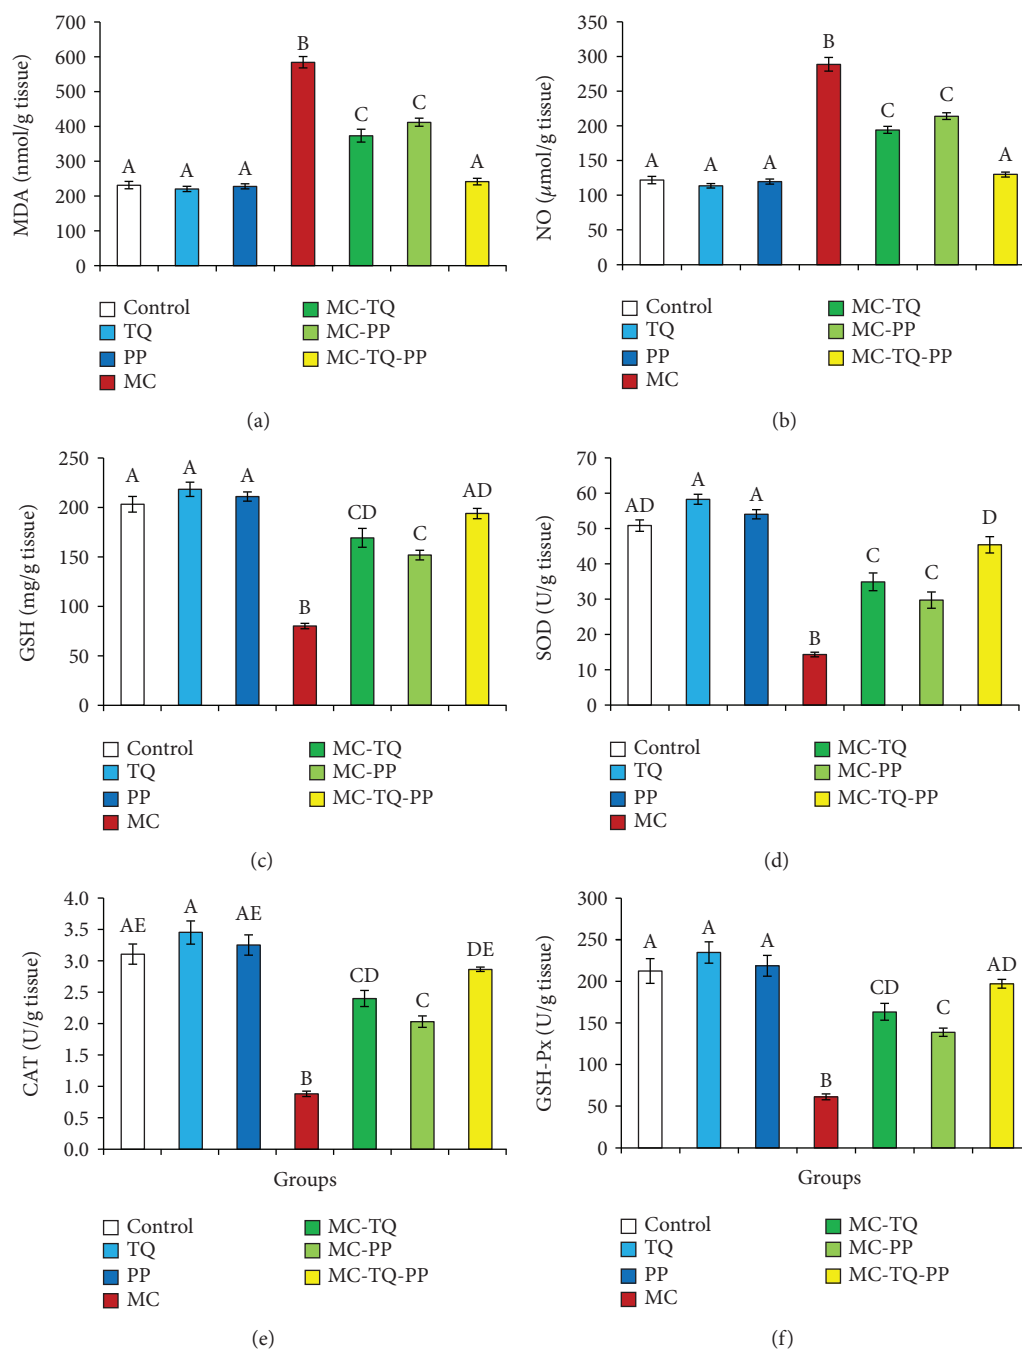 700
600
500
400
300
200
100
0
MDA (nmol/g tissue)
A
A
A
B
C
C
A
Control
TQ
PP
MC
MC-TQ
MC-PP
MC-TQ-PP
(a)
350
300
250
200
150
100
50
0
NO (μmol/g tissue)
A
A
A
B
C
C
A
Control
TQ
PP
MC
MC-TQ
MC-PP
MC-TQ-PP
(b)
250
200
150
100
50
0
GSH (mg/g tissue)
A
A
A
B
CD
C
AD
Control
TQ
PP
MC
MC-TQ
MC-PP
MC-TQ-PP
(c)
70
60
50
40
30
20
10
0
SOD (U/g tissue)
AD
A
A
B
C
C
D
Control
TQ
PP
MC
MC-TQ
MC-PP
MC-TQ-PP
(d)
4.0
3.5
3.0
2.5
2.0
1.5
1.0
0.5
0.0
CAT (U/g tissue)
AE
A
AE
B
CD
C
DE
Groups
Control
TQ
PP
MC
MC-TQ
MC-PP
MC-TQ-PP
(e)
300
250
200
150
100
50
0
GSH-Px (U/g tissue)
A
A
A
B
CD
C
AD
Groups
Control
TQ
PP
MC
MC-TQ
MC-PP
MC-TQ-PP
(f)